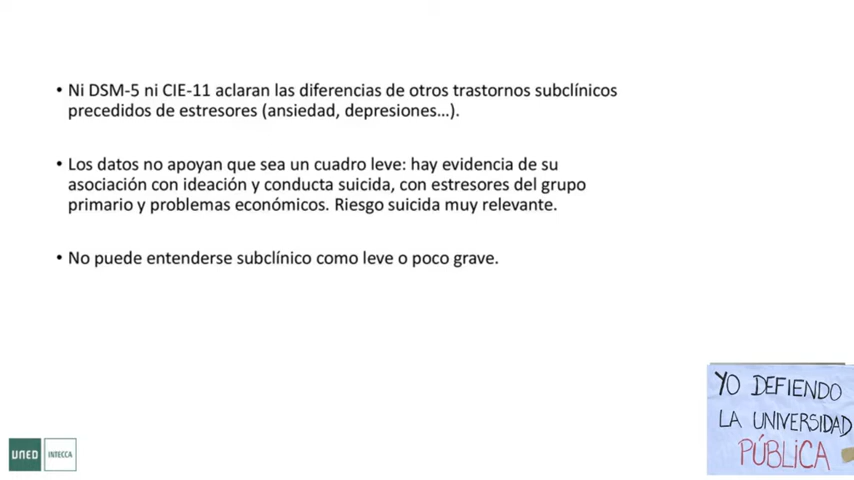 • Ni DSM-5 ni CIE-11 aclaran las diferencias de otros trastornos subclínicos
precedidos de estresores (ansiedad, depresiones...).
• Los datos no apoyan que sea un cuadro leve: hay evidencia de su
asociación con ideación y conducta suicida, con estresores del grupo
primario y problemas económicos. Riesgo suicida muy relevante.
• No puede entenderse subclínico como leve o poco grave.
YO DEFIENDO
LA UNIVERSIDAD
PÚBLICA
UNED INTECCA